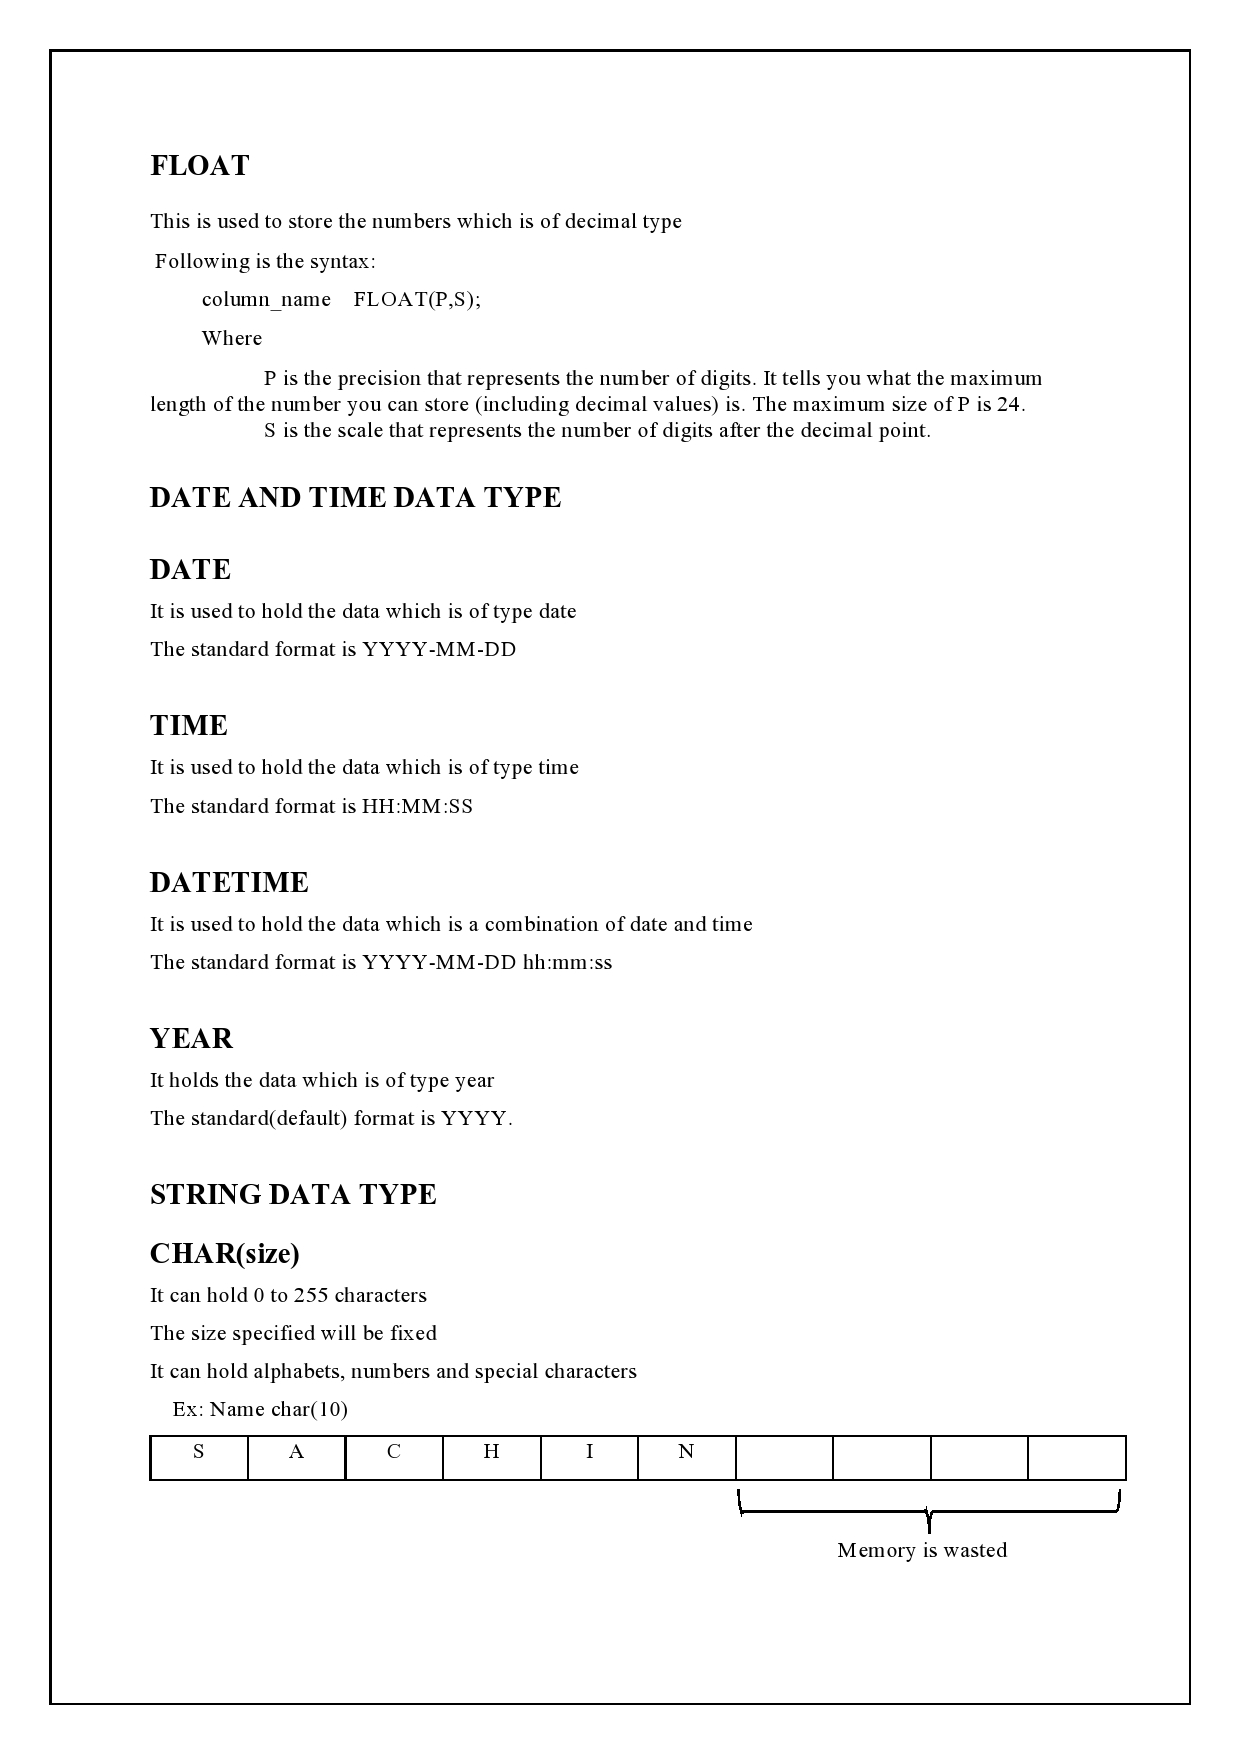 FLOAT
This is used to store the numbers which is of decimal type
Following is the syntax:
column_name FLOAT(P,S);
Where
P is the precision that represents the number of digits. It tells you what the maximum
length of the number you can store (including decimal values) is. The maximum size of P is 24.
S is the scale that represents the number of digits after the decimal point.
DATE AND TIME DATA TYPE
DATE
It is used to hold the data which is of type date
The standard format is YYYY-MM-DD
TIME
It is used to hold the data which is of type time
The standard format is HH:MM:SS
DATETIME
It is used to hold the data which is a combination of date and time
The standard format is YYYY-MM-DD hh:mm:ss
YEAR
It holds the data which is of type year
The standard(default) format is YYYY.
STRING DATA TYPE
CHAR(size)
It can hold 0 to 255 characters
The size specified will be fixed
It can hold alphabets, numbers and special characters
Ex: Name char(10)
S A C H I N
Memory is wasted